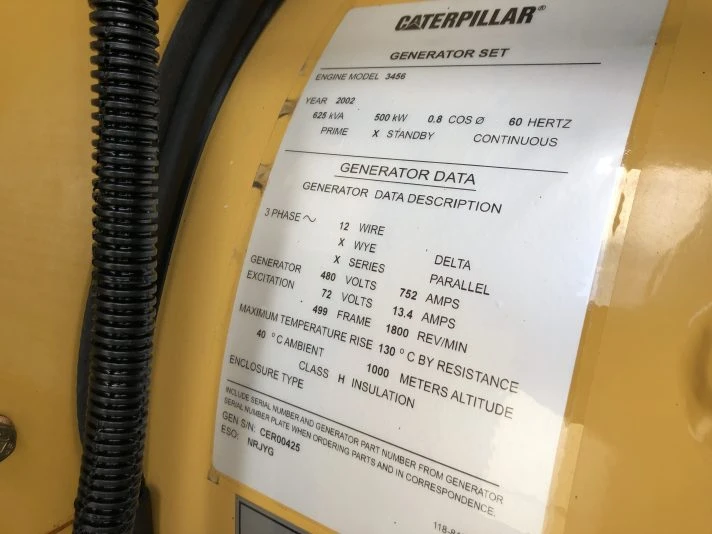 CATERPILLAR®
GENERATOR SET
ENGINE MODEL 3456
YEAR 2002
625 kVA 500 kW 0.8 COS Ø 60 HERTZ
PRIME X STANDBY CONTINUOUS
GENERATOR DATA
GENERATOR DATA DESCRIPTION
3 PHASE ～ 12 WIRE
X WYE DELTA
X SERIES PARALLEL
GENERATOR 480 VOLTS 752 AMPS
EXCITATION 72 VOLTS 13.4 AMPS
499 FRAME 1800 REV/MIN
MAXIMUM TEMPERATURE RISE 130 °C BY RESISTANCE
40 °C AMBIENT 1000 METERS ALTITUDE
CLASS H INSULATION
ENCLOSURE TYPE
INCLUDE SERIAL NUMBER AND GENERATOR PART NUMBER FROM GENERATOR
SERIAL NUMBER PLATE WHEN ORDERING PARTS AND IN CORRESPONDENCE.
GEN S/N: CER00425
ESO: NRJYG